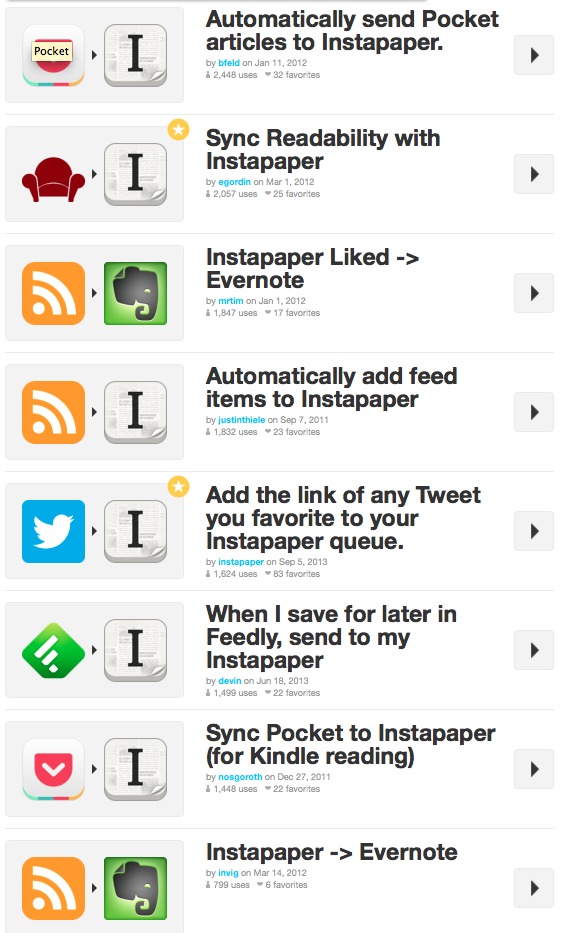 Automatically send Pocket
articles to Instapaper.
by bfeld on Jan 11, 2012
2,448 uses 32 favorites
Pocket
I
Sync Readability with
Instapaper
by egordin on Mar 1, 2012
2,057 uses 25 favorites
I
Instapaper Liked ->
Evernote
by mrtim on Jan 1, 2012
1,847 uses 17 favorites
Automatically add feed
items to Instapaper
by justinthiele on Sep 7, 2011
1,832 uses 23 favorites
I
Add the link of any Tweet
you favorite to your
Instapaper queue.
by instapaper on Sep 5, 2013
1,624 uses 83 favorites
I
When I save for later in
Feedly, send to my
Instapaper
by devin on Jun 18, 2013
1,499 uses 22 favorites
I
Sync Pocket to Instapaper
(for Kindle reading)
by nosgoroth on Dec 27, 2011
1,448 uses 22 favorites
I
Instapaper -> Evernote
by invig on Mar 14, 2012
799 uses 6 favorites